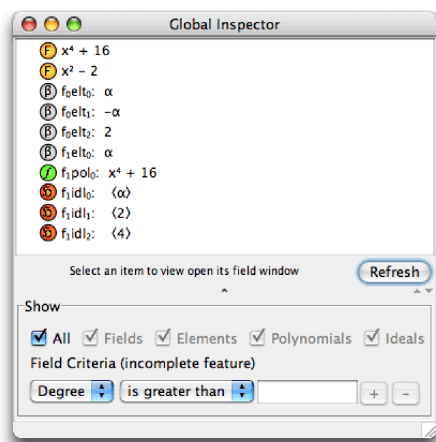 Global Inspector
F x⁴ + 16
F x² − 2
β f₀elt₀: α
β f₀elt₁: -α
β f₀elt₂: 2
β f₁elt₀: α
f f₁pol₀: x⁴ + 16
f₁idl₀: ⟨α⟩
f₁idl₁: ⟨2⟩
f₁idl₂: ⟨4⟩
Select an item to view open its field window
Refresh
Show
All Fields Elements Polynomials Ideals
Field Criteria (incomplete feature)
Degree is greater than + −